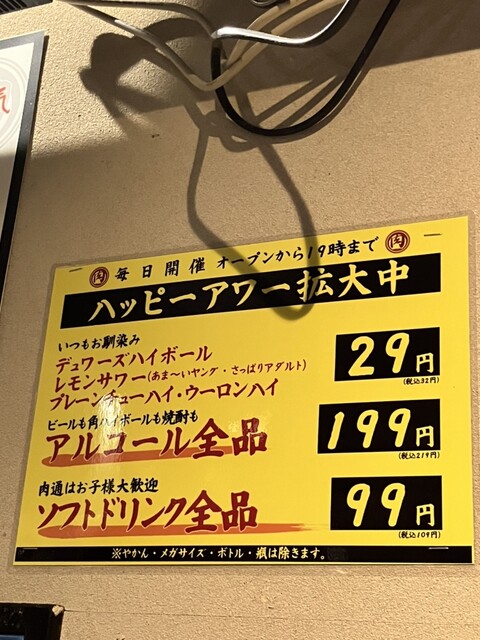 気
肉 毎日開催 オープンから19時まで 肉
ハッピーアワー拡大中
いつもお馴染み
デュワーズハイボール
レモンサワー(あま〜いヤング・さっぱりアダルト)
プレーンチューハイ・ウーロンハイ
29円
(税込32円)
ビールも角ハイボールも焼酎も
アルコール全品
199円
(税込219円)
肉通はお子様大歓迎
ソフトドリンク全品
99円
(税込109円)
※やかん・メガサイズ・ボトル・瓶は除きます。